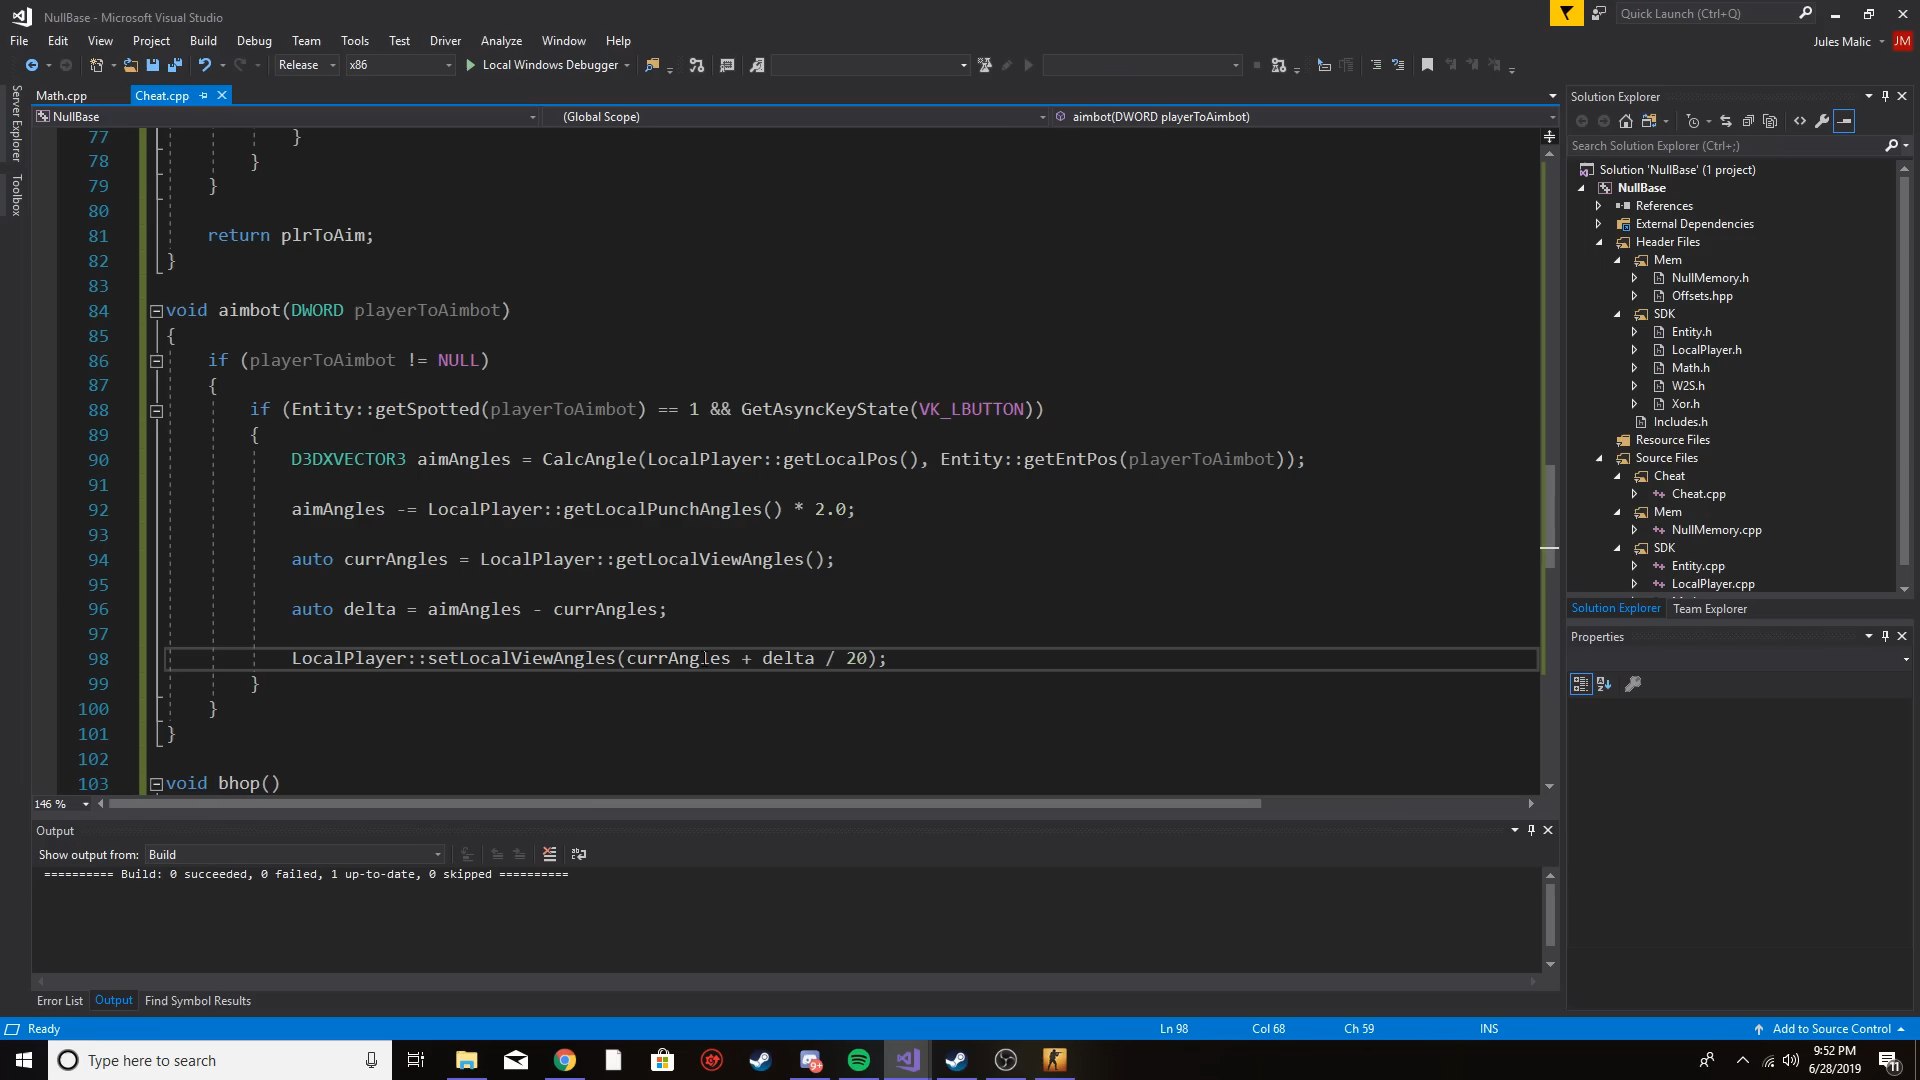 NullBase - Microsoft Visual Studio
Quick Launch (Ctrl+Q)
File Edit View Project Build Debug Team Tools Test Driver Analyze Window Help
Jules Malic JM
Release x86 Local Windows Debugger
Server Explorer
Toolbox
Math.cpp Cheat.cpp
NullBase (Global Scope) aimbot(DWORD playerToAimbot)
77 }
78 }
79 }
80
81 return plrToAim;
82 }
83
84 void aimbot(DWORD playerToAimbot)
85 {
86 if (playerToAimbot != NULL)
87 {
88 if (Entity::getSpotted(playerToAimbot) == 1 && GetAsyncKeyState(VK_LBUTTON))
89 {
90 D3DXVECTOR3 aimAngles = CalcAngle(LocalPlayer::getLocalPos(), Entity::getEntPos(playerToAimbot));
91
92 aimAngles -= LocalPlayer::getLocalPunchAngles() * 2.0;
93
94 auto currAngles = LocalPlayer::getLocalViewAngles();
95
96 auto delta = aimAngles - currAngles;
97
98 LocalPlayer::setLocalViewAngles(currAngles + delta / 20);
99 }
100 }
101 }
102
103 void bhop()
146 %
Output
Show output from: Build
========== Build: 0 succeeded, 0 failed, 1 up-to-date, 0 skipped ==========
Error List Output Find Symbol Results
Solution Explorer
Search Solution Explorer (Ctrl+;)
Solution 'NullBase' (1 project)
NullBase
References
External Dependencies
Header Files
Mem
NullMemory.h
Offsets.hpp
SDK
Entity.h
LocalPlayer.h
Math.h
W2S.h
Xor.h
Includes.h
Resource Files
Source Files
Cheat
Cheat.cpp
Mem
NullMemory.cpp
SDK
Entity.cpp
LocalPlayer.cpp
Solution Explorer Team Explorer
Properties
Ready Ln 98 Col 68 Ch 59 INS Add to Source Control
Type here to search
9:52 PM
6/28/2019
11